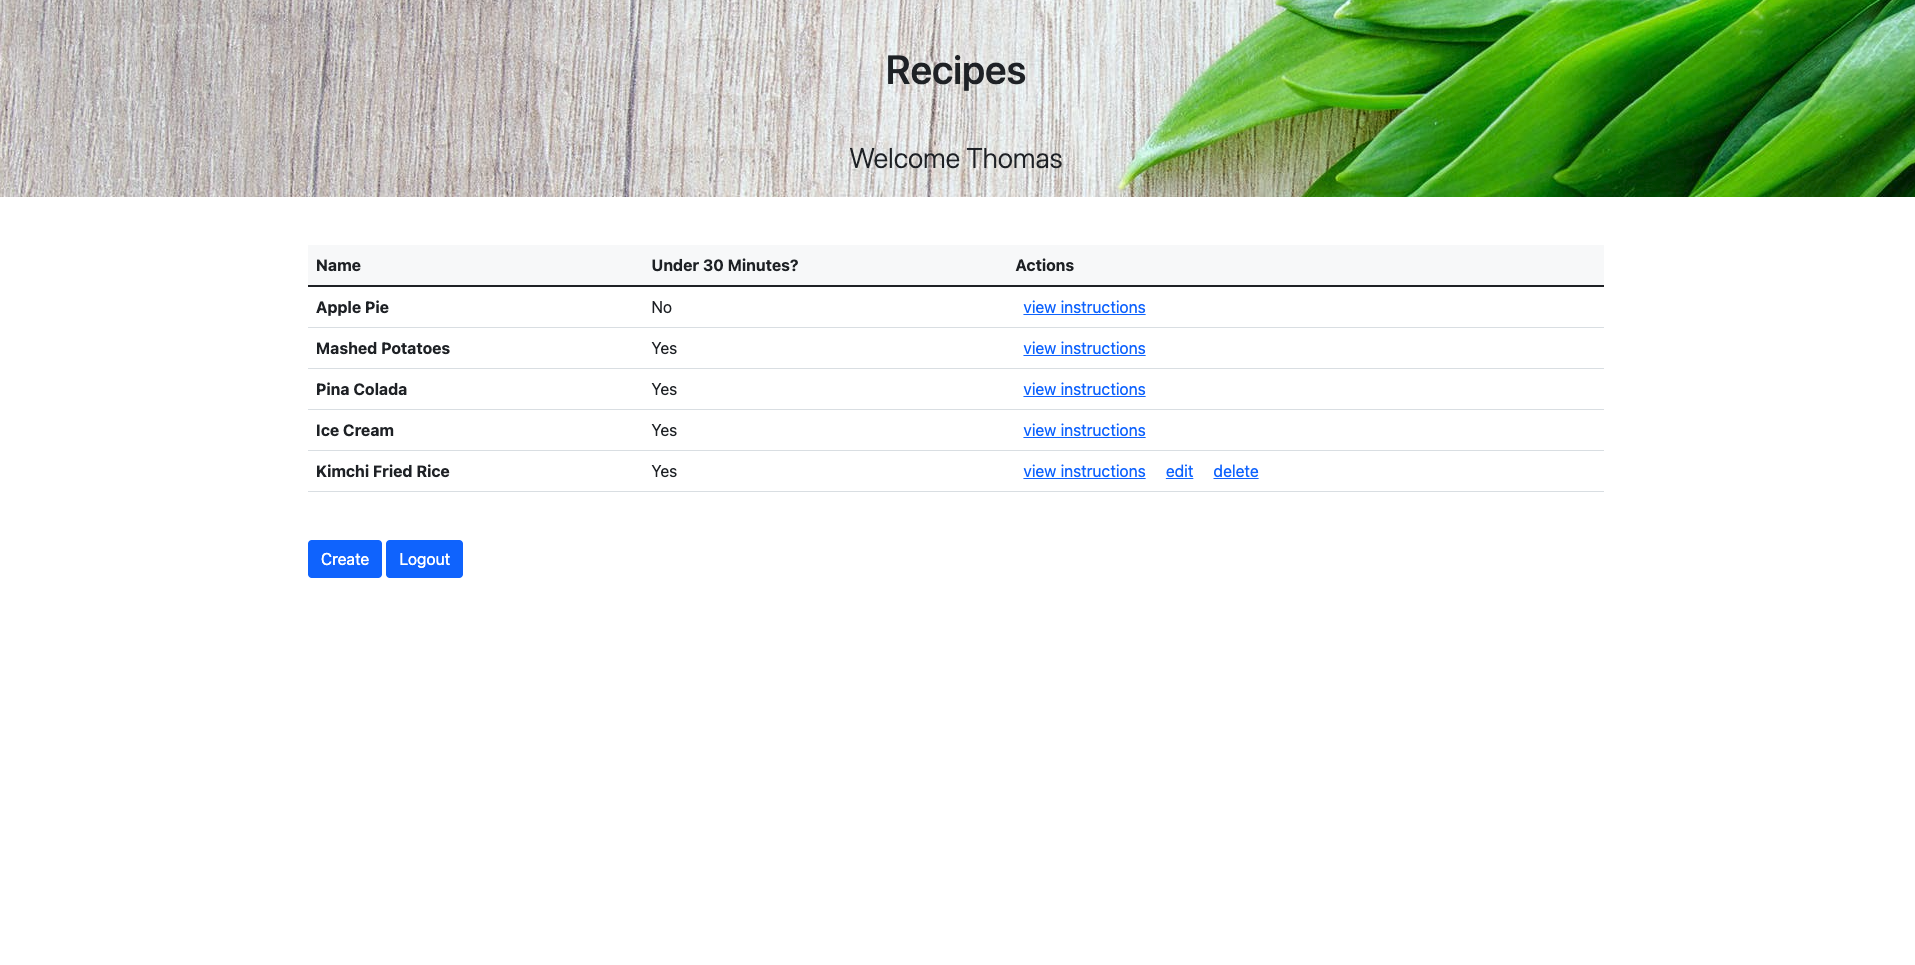 Recipes
Welcome Thomas
Name Under 30 Minutes? Actions
Apple Pie No view instructions
Mashed Potatoes Yes view instructions
Pina Colada Yes view instructions
Ice Cream Yes view instructions
Kimchi Fried Rice Yes view instructions edit delete
Create Logout